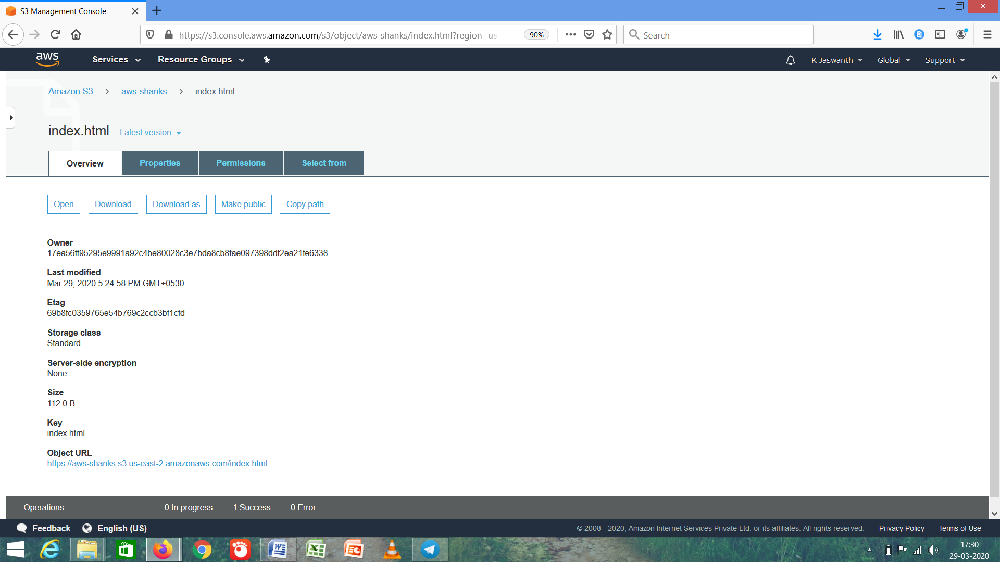 S3 Management Console
https://s3.console.aws.amazon.com/s3/object/aws-shanks/index.html?region=us-
90%
Search
aws
Services
Resource Groups
K Jaswanth
Global
Support
Amazon S3
aws-shanks
index.html
index.html
Latest version
Overview
Properties
Permissions
Select from
Open
Download
Download as
Make public
Copy path
Owner
17ea56ff95295e9991a92c4be80028c3e7bda8cb8fae097398ddf2ea21fe6338
Last modified
Mar 29, 2020 5:24:58 PM GMT+0530
Etag
69b8fc0359765e54b769c2ccb3bf1cfd
Storage class
Standard
Server-side encryption
None
Size
112.0 B
Key
index.html
Object URL
https://aws-shanks.s3.us-east-2.amazonaws.com/index.html
Operations
0 In progress
1 Success
0 Error
Feedback
English (US)
© 2008 - 2020, Amazon Internet Services Private Ltd. or its affiliates. All rights reserved.
Privacy Policy
Terms of Use
17:30
29-03-2020